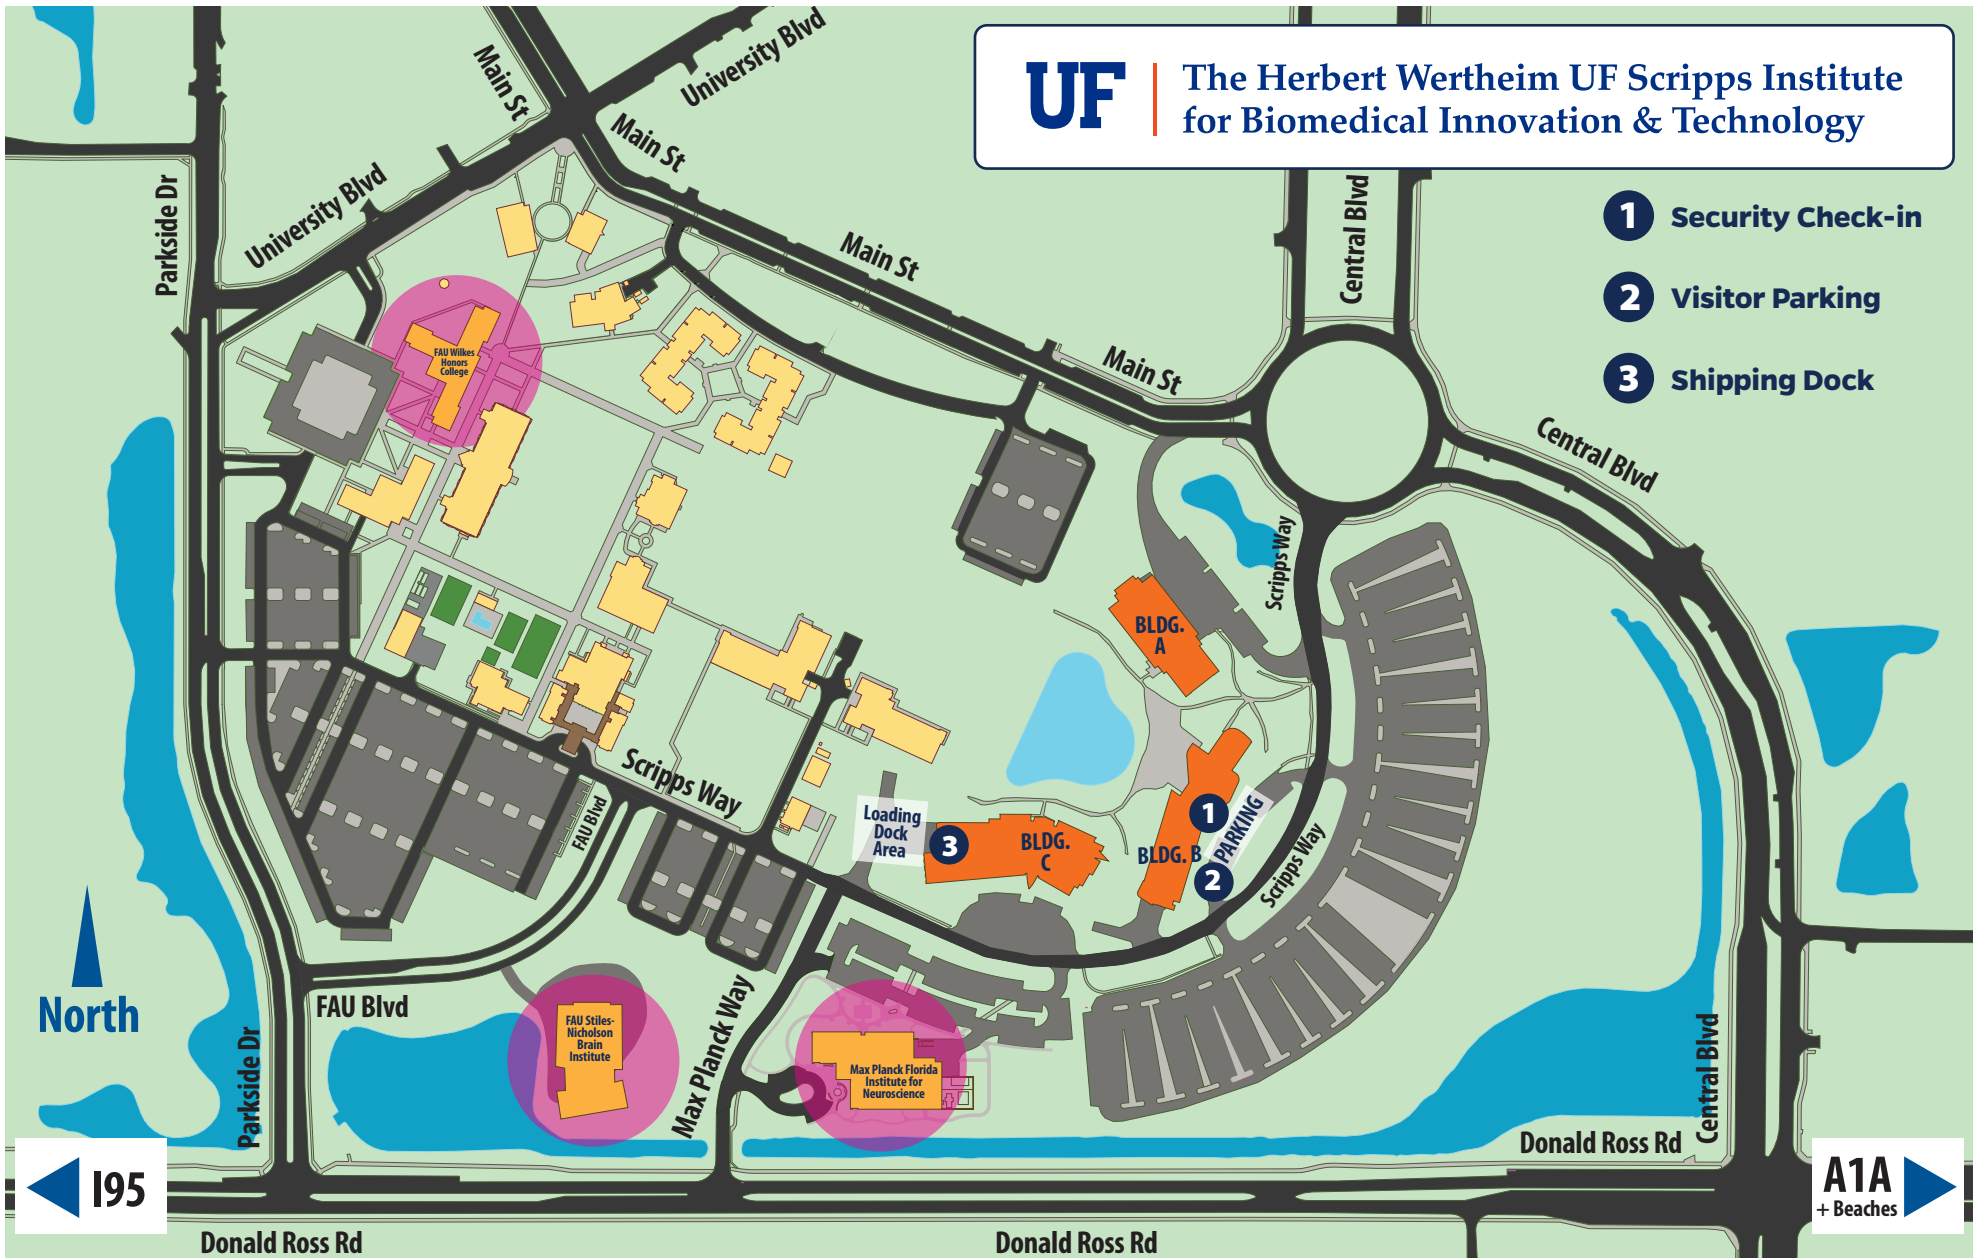 UF
The Herbert Wertheim UF Scripps Institute
for Biomedical Innovation & Technology
1 Security Check-in
2 Visitor Parking
3 Shipping Dock
Main St
University Blvd
Main St
University Blvd
Parkside Dr
Main St
Central Blvd
Main St
Central Blvd
FAU Wilkes
Honors
College
Scripps Way
BLDG.
A
Scripps Way
FAU Blvd
Loading
Dock
Area
3
BLDG.
C
1
PARKING
BLDG. B
2
Scripps Way
North
FAU Blvd
Max Planck Way
FAU Stiles-
Nicholson
Brain
Institute
Max Planck Florida
Institute for
Neuroscience
Parkside Dr
Central Blvd
Donald Ross Rd
I95
A1A
+ Beaches
Donald Ross Rd
Donald Ross Rd